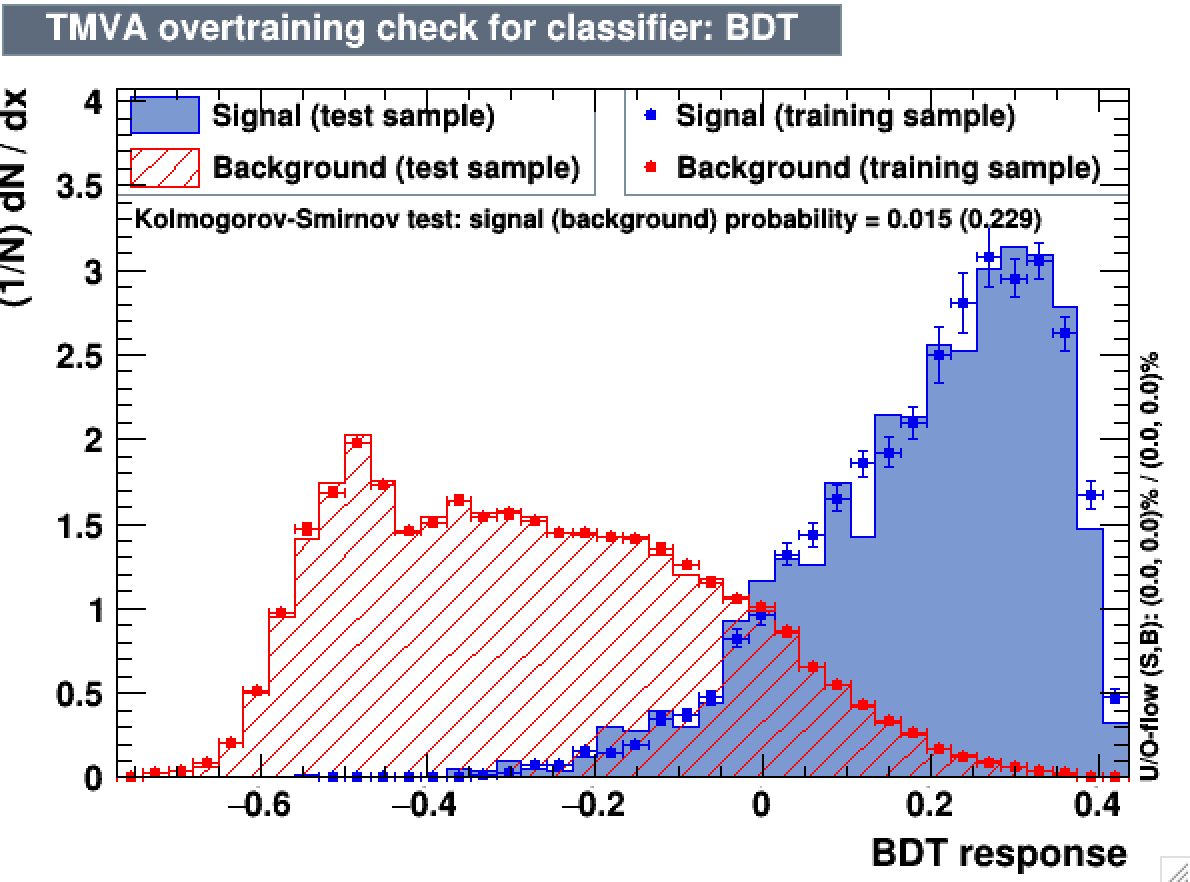 TMVA overtraining check for classifier: BDT
Signal (test sample)
Background (test sample)
Signal (training sample)
Background (training sample)
Kolmogorov-Smirnov test: signal (background) probability = 0.015 (0.229)
(1/N) dN / dx
4
3.5
3
2.5
2
1.5
1
0.5
0
−0.6
−0.4
−0.2
0
0.2
0.4
BDT response
U/O-flow (S,B): (0.0, 0.0)% / (0.0, 0.0)%